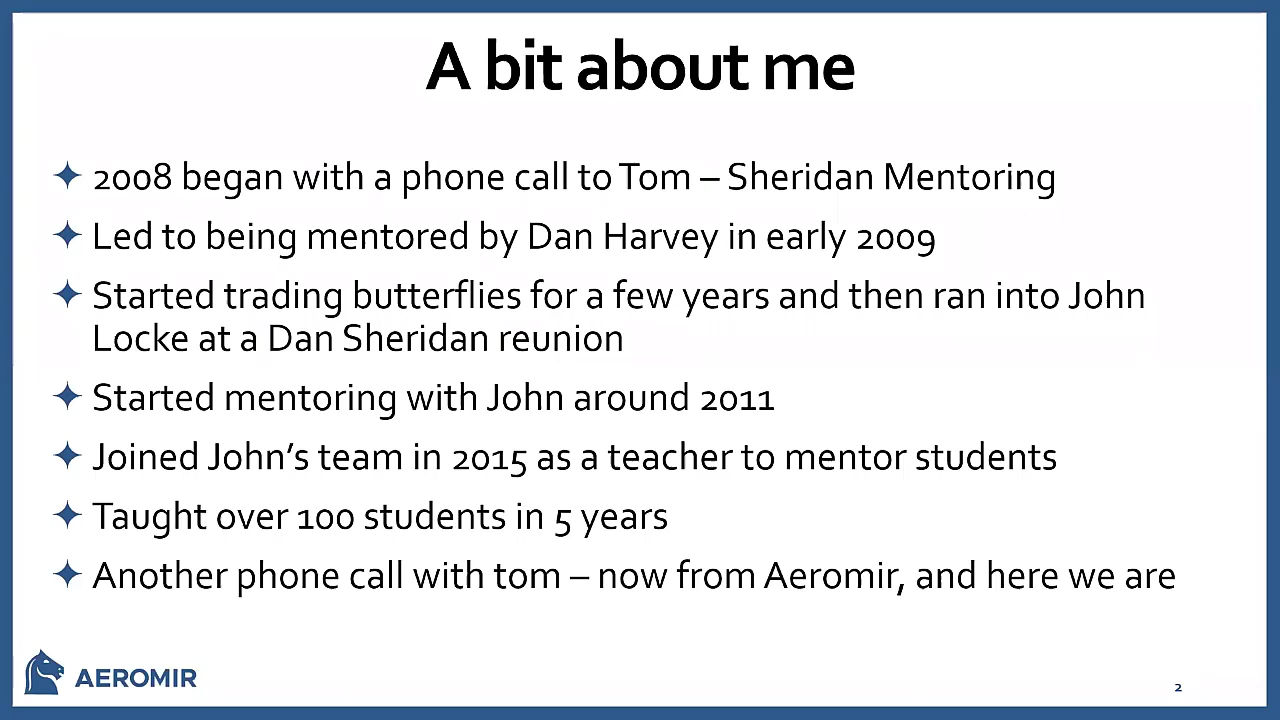 A bit about me
2008 began with a phone call to Tom – Sheridan Mentoring
Led to being mentored by Dan Harvey in early 2009
Started trading butterflies for a few years and then ran into John
Locke at a Dan Sheridan reunion
Started mentoring with John around 2011
Joined John's team in 2015 as a teacher to mentor students
Taught over 100 students in 5 years
Another phone call with tom – now from Aeromir, and here we are
AEROMIR
2